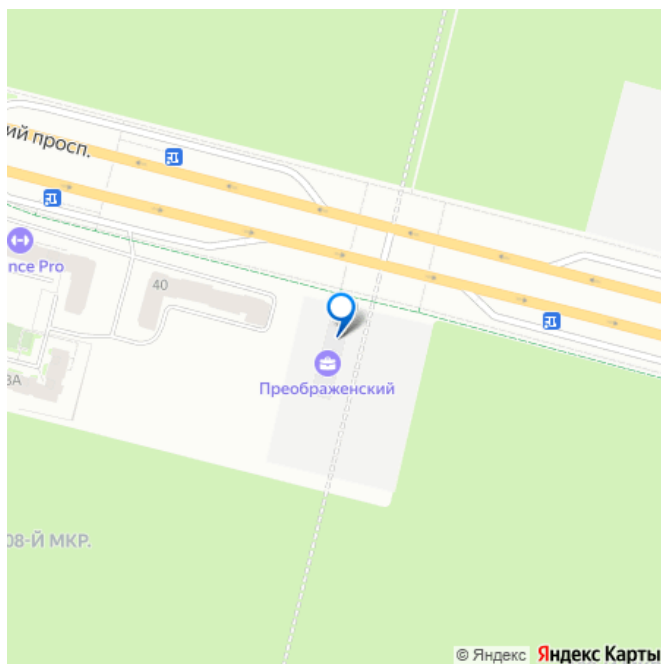 ий просп.
nce Pro
40
3А
Преображенский
08-Й МКР.
© Яндекс Яндекс Карты